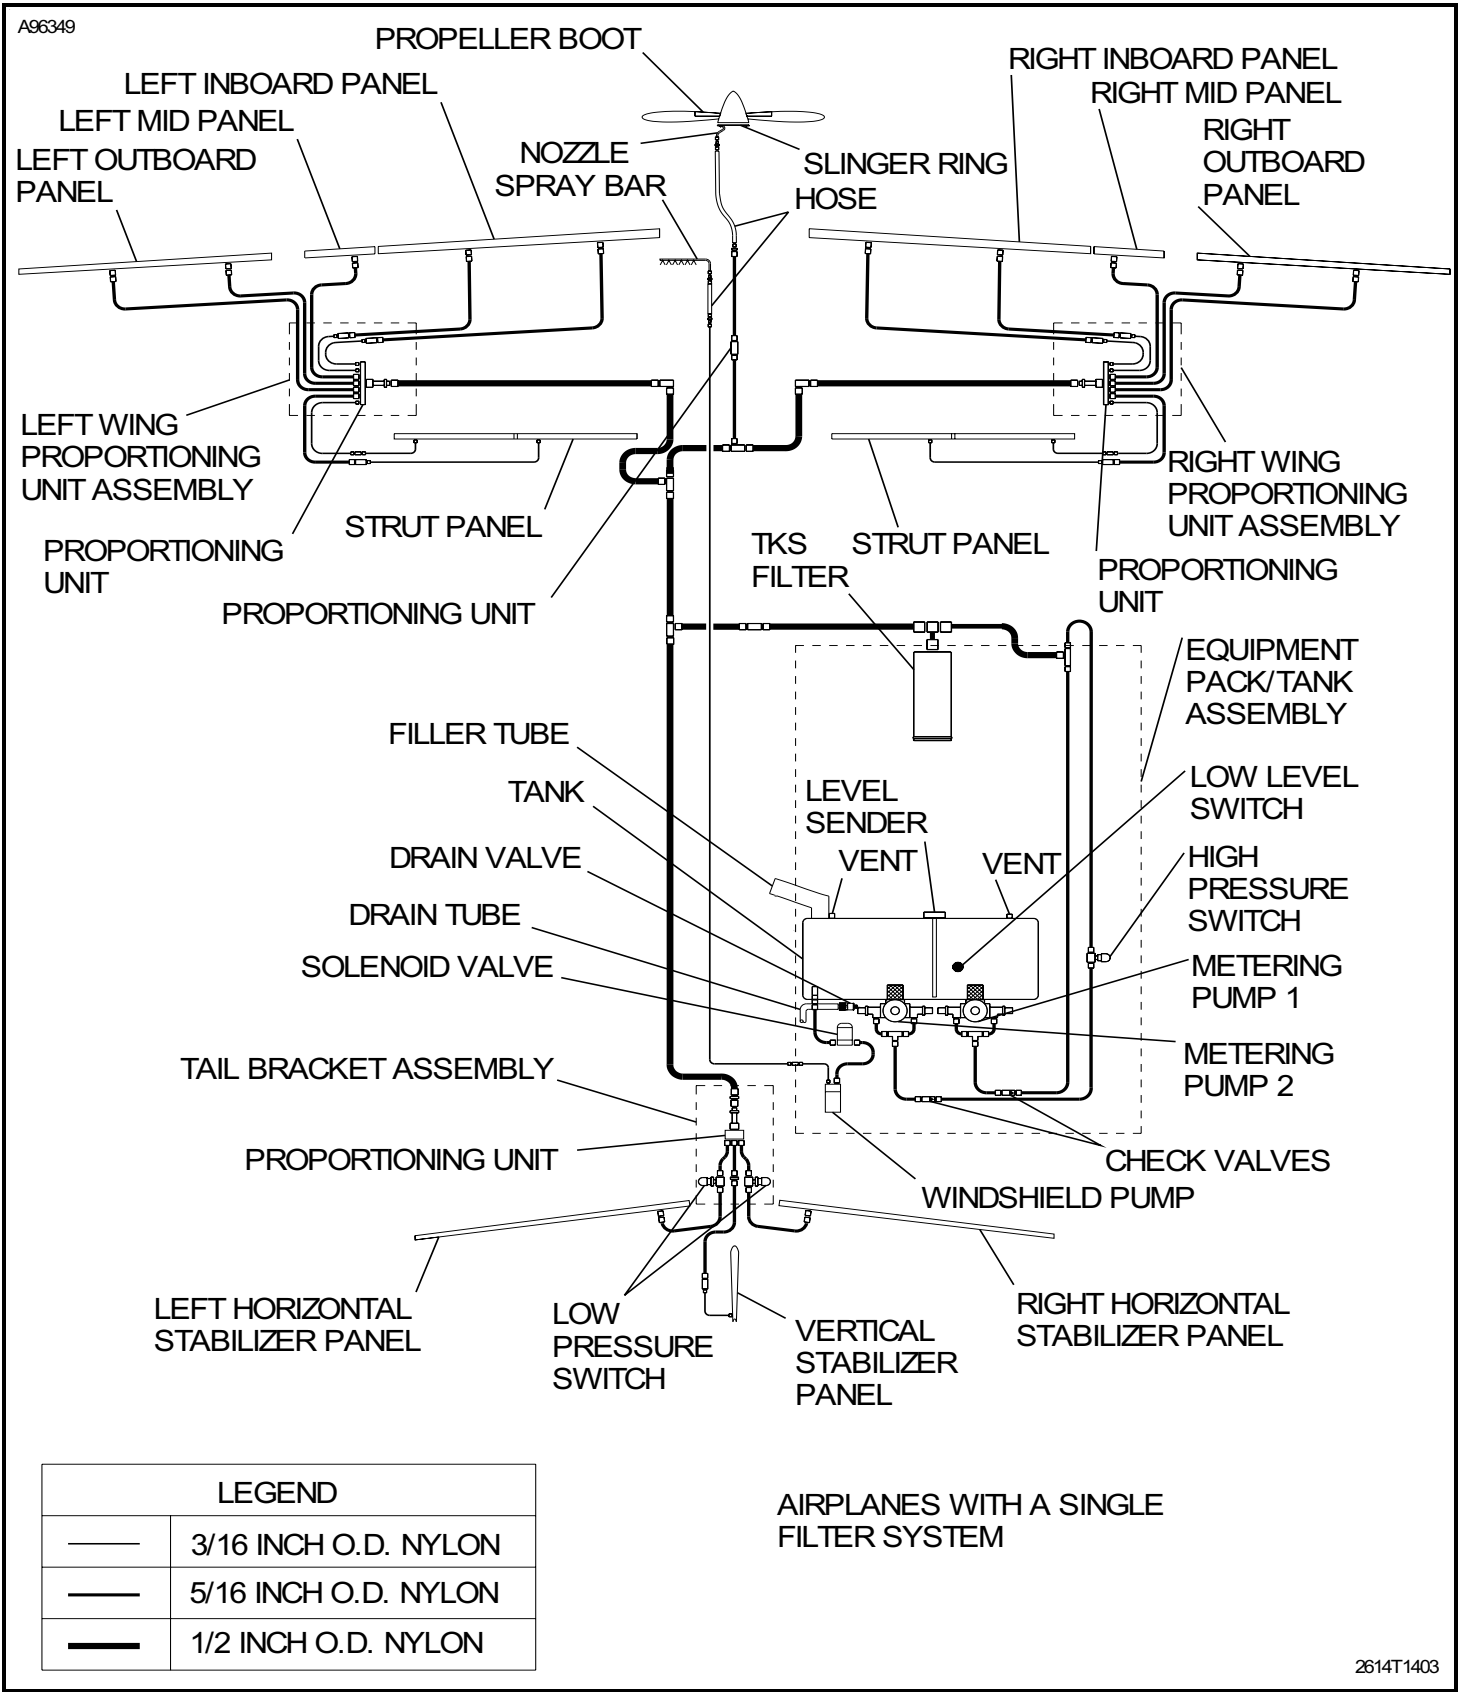 A96349
PROPELLER BOOT
LEFT INBOARD PANEL
LEFT MID PANEL
LEFT OUTBOARD
PANEL
NOZZLE
SPRAY BAR
SLINGER RING
HOSE
RIGHT INBOARD PANEL
RIGHT MID PANEL
RIGHT
OUTBOARD
PANEL
LEFT WING
PROPORTIONING
UNIT ASSEMBLY
PROPORTIONING
UNIT
STRUT PANEL
PROPORTIONING UNIT
TKS
FILTER
STRUT PANEL
RIGHT WING
PROPORTIONING
UNIT ASSEMBLY
PROPORTIONING
UNIT
EQUIPMENT
PACK/TANK
ASSEMBLY
FILLER TUBE
TANK
DRAIN VALVE
DRAIN TUBE
SOLENOID VALVE
LEVEL
SENDER
VENT
VENT
LOW LEVEL
SWITCH
HIGH
PRESSURE
SWITCH
METERING
PUMP 1
METERING
PUMP 2
TAIL BRACKET ASSEMBLY
PROPORTIONING UNIT
CHECK VALVES
WINDSHIELD PUMP
LEFT HORIZONTAL
STABILIZER PANEL
LOW
PRESSURE
SWITCH
VERTICAL
STABILIZER
PANEL
RIGHT HORIZONTAL
STABILIZER PANEL
LEGEND
3/16 INCH O.D. NYLON
5/16 INCH O.D. NYLON
1/2 INCH O.D. NYLON
AIRPLANES WITH A SINGLE
FILTER SYSTEM
2614T1403